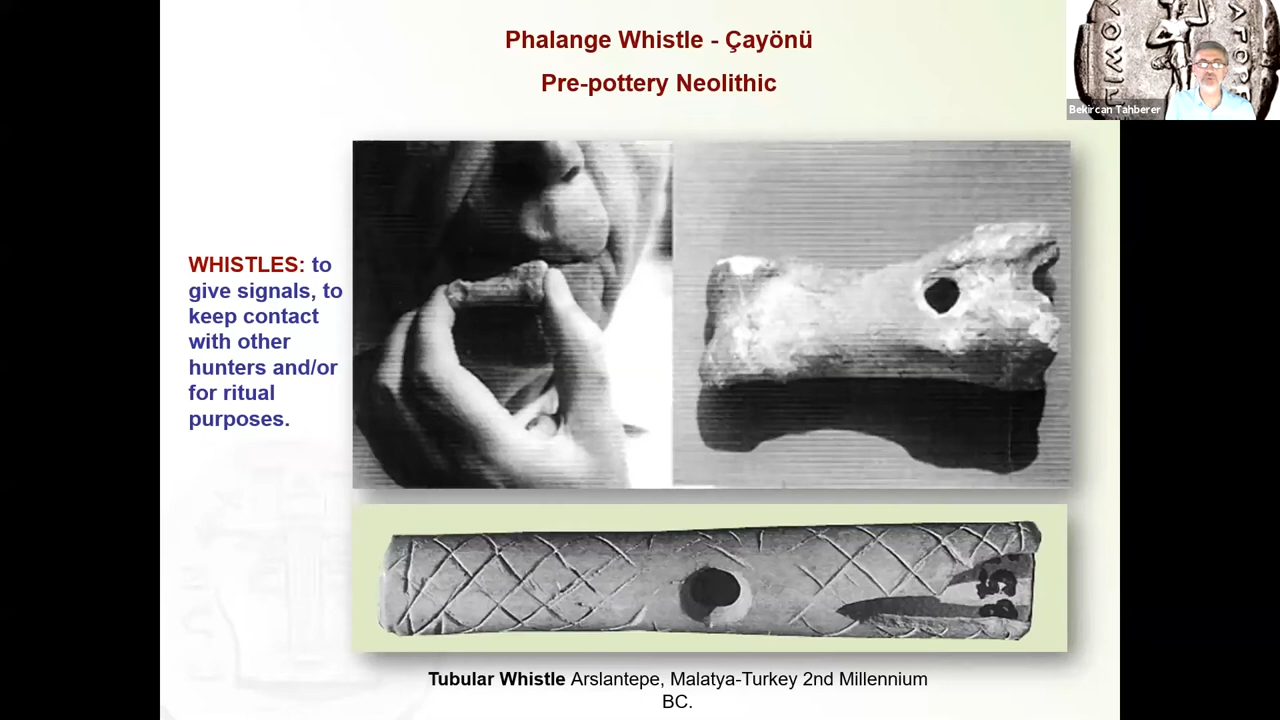 Phalange Whistle - Çayönü
Pre-pottery Neolithic
Bekircan Tahberer
WHISTLES: to
give signals, to
keep contact
with other
hunters and/or
for ritual
purposes.
Tubular Whistle Arslantepe, Malatya-Turkey 2nd Millennium
BC.